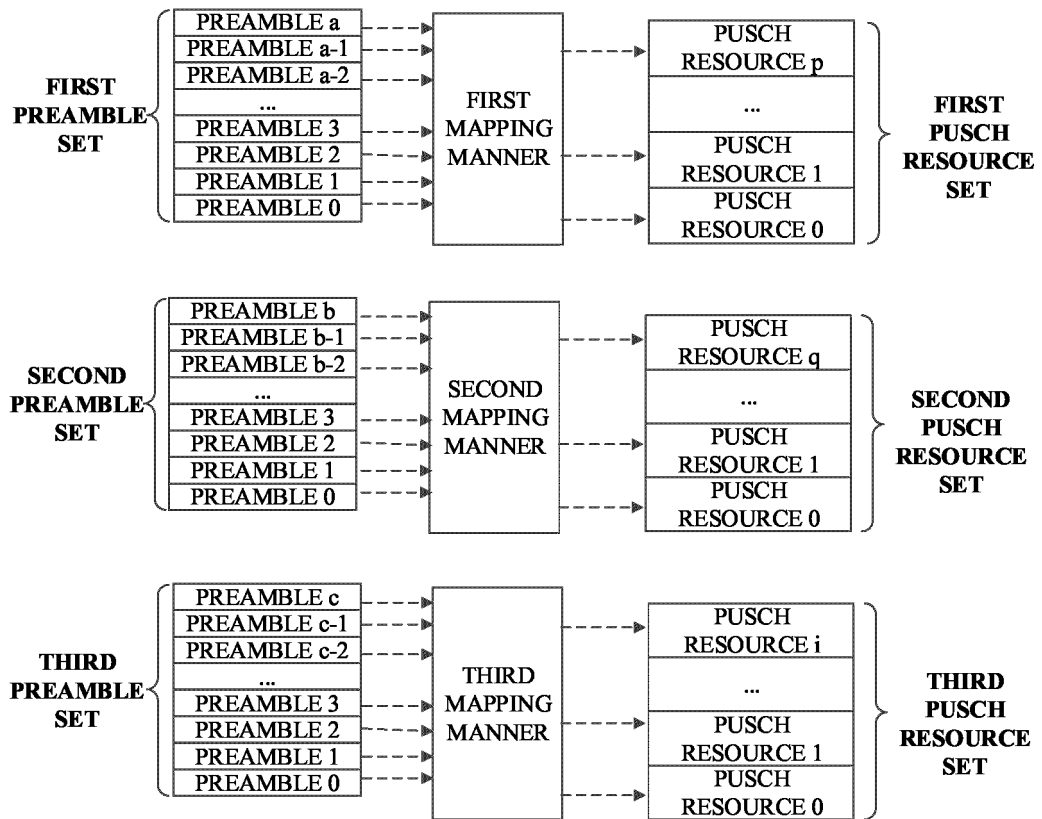 FIRST
PREAMBLE
SET
PREAMBLE a
PREAMBLE a-1
PREAMBLE a-2
...
PREAMBLE 3
PREAMBLE 2
PREAMBLE 1
PREAMBLE 0
FIRST
MAPPING
MANNER
PUSCH
RESOURCE p
...
PUSCH
RESOURCE 1
PUSCH
RESOURCE 0
FIRST
PUSCH
RESOURCE
SET
SECOND
PREAMBLE
SET
PREAMBLE b
PREAMBLE b-1
PREAMBLE b-2
...
PREAMBLE 3
PREAMBLE 2
PREAMBLE 1
PREAMBLE 0
SECOND
MAPPING
MANNER
PUSCH
RESOURCE q
...
PUSCH
RESOURCE 1
PUSCH
RESOURCE 0
SECOND
PUSCH
RESOURCE
SET
THIRD
PREAMBLE
SET
PREAMBLE c
PREAMBLE c-1
PREAMBLE c-2
...
PREAMBLE 3
PREAMBLE 2
PREAMBLE 1
PREAMBLE 0
THIRD
MAPPING
MANNER
PUSCH
RESOURCE i
...
PUSCH
RESOURCE 1
PUSCH
RESOURCE 0
THIRD
PUSCH
RESOURCE
SET